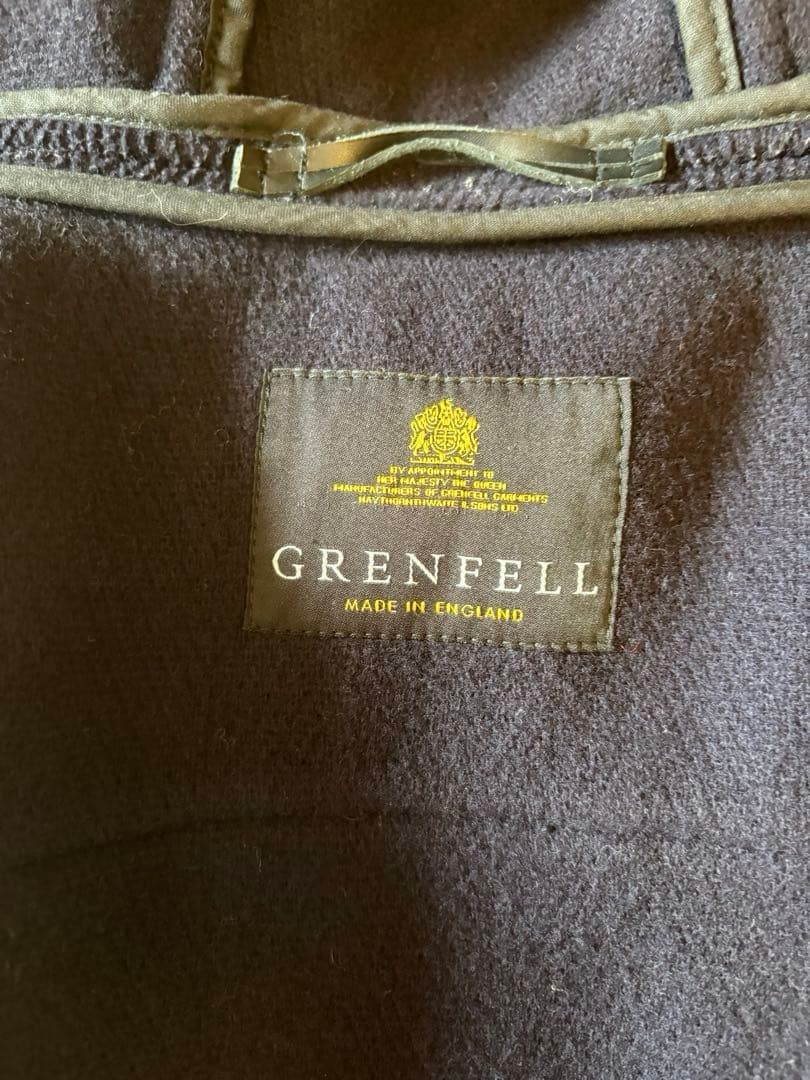 BY APPOINTMENT TO
HER MAJESTY THE QUEEN
MANUFACTURERS OF GRENFELL GARMENTS
HAYTHORNTHWAITE & SONS LTD
GRENFELL
MADE IN ENGLAND